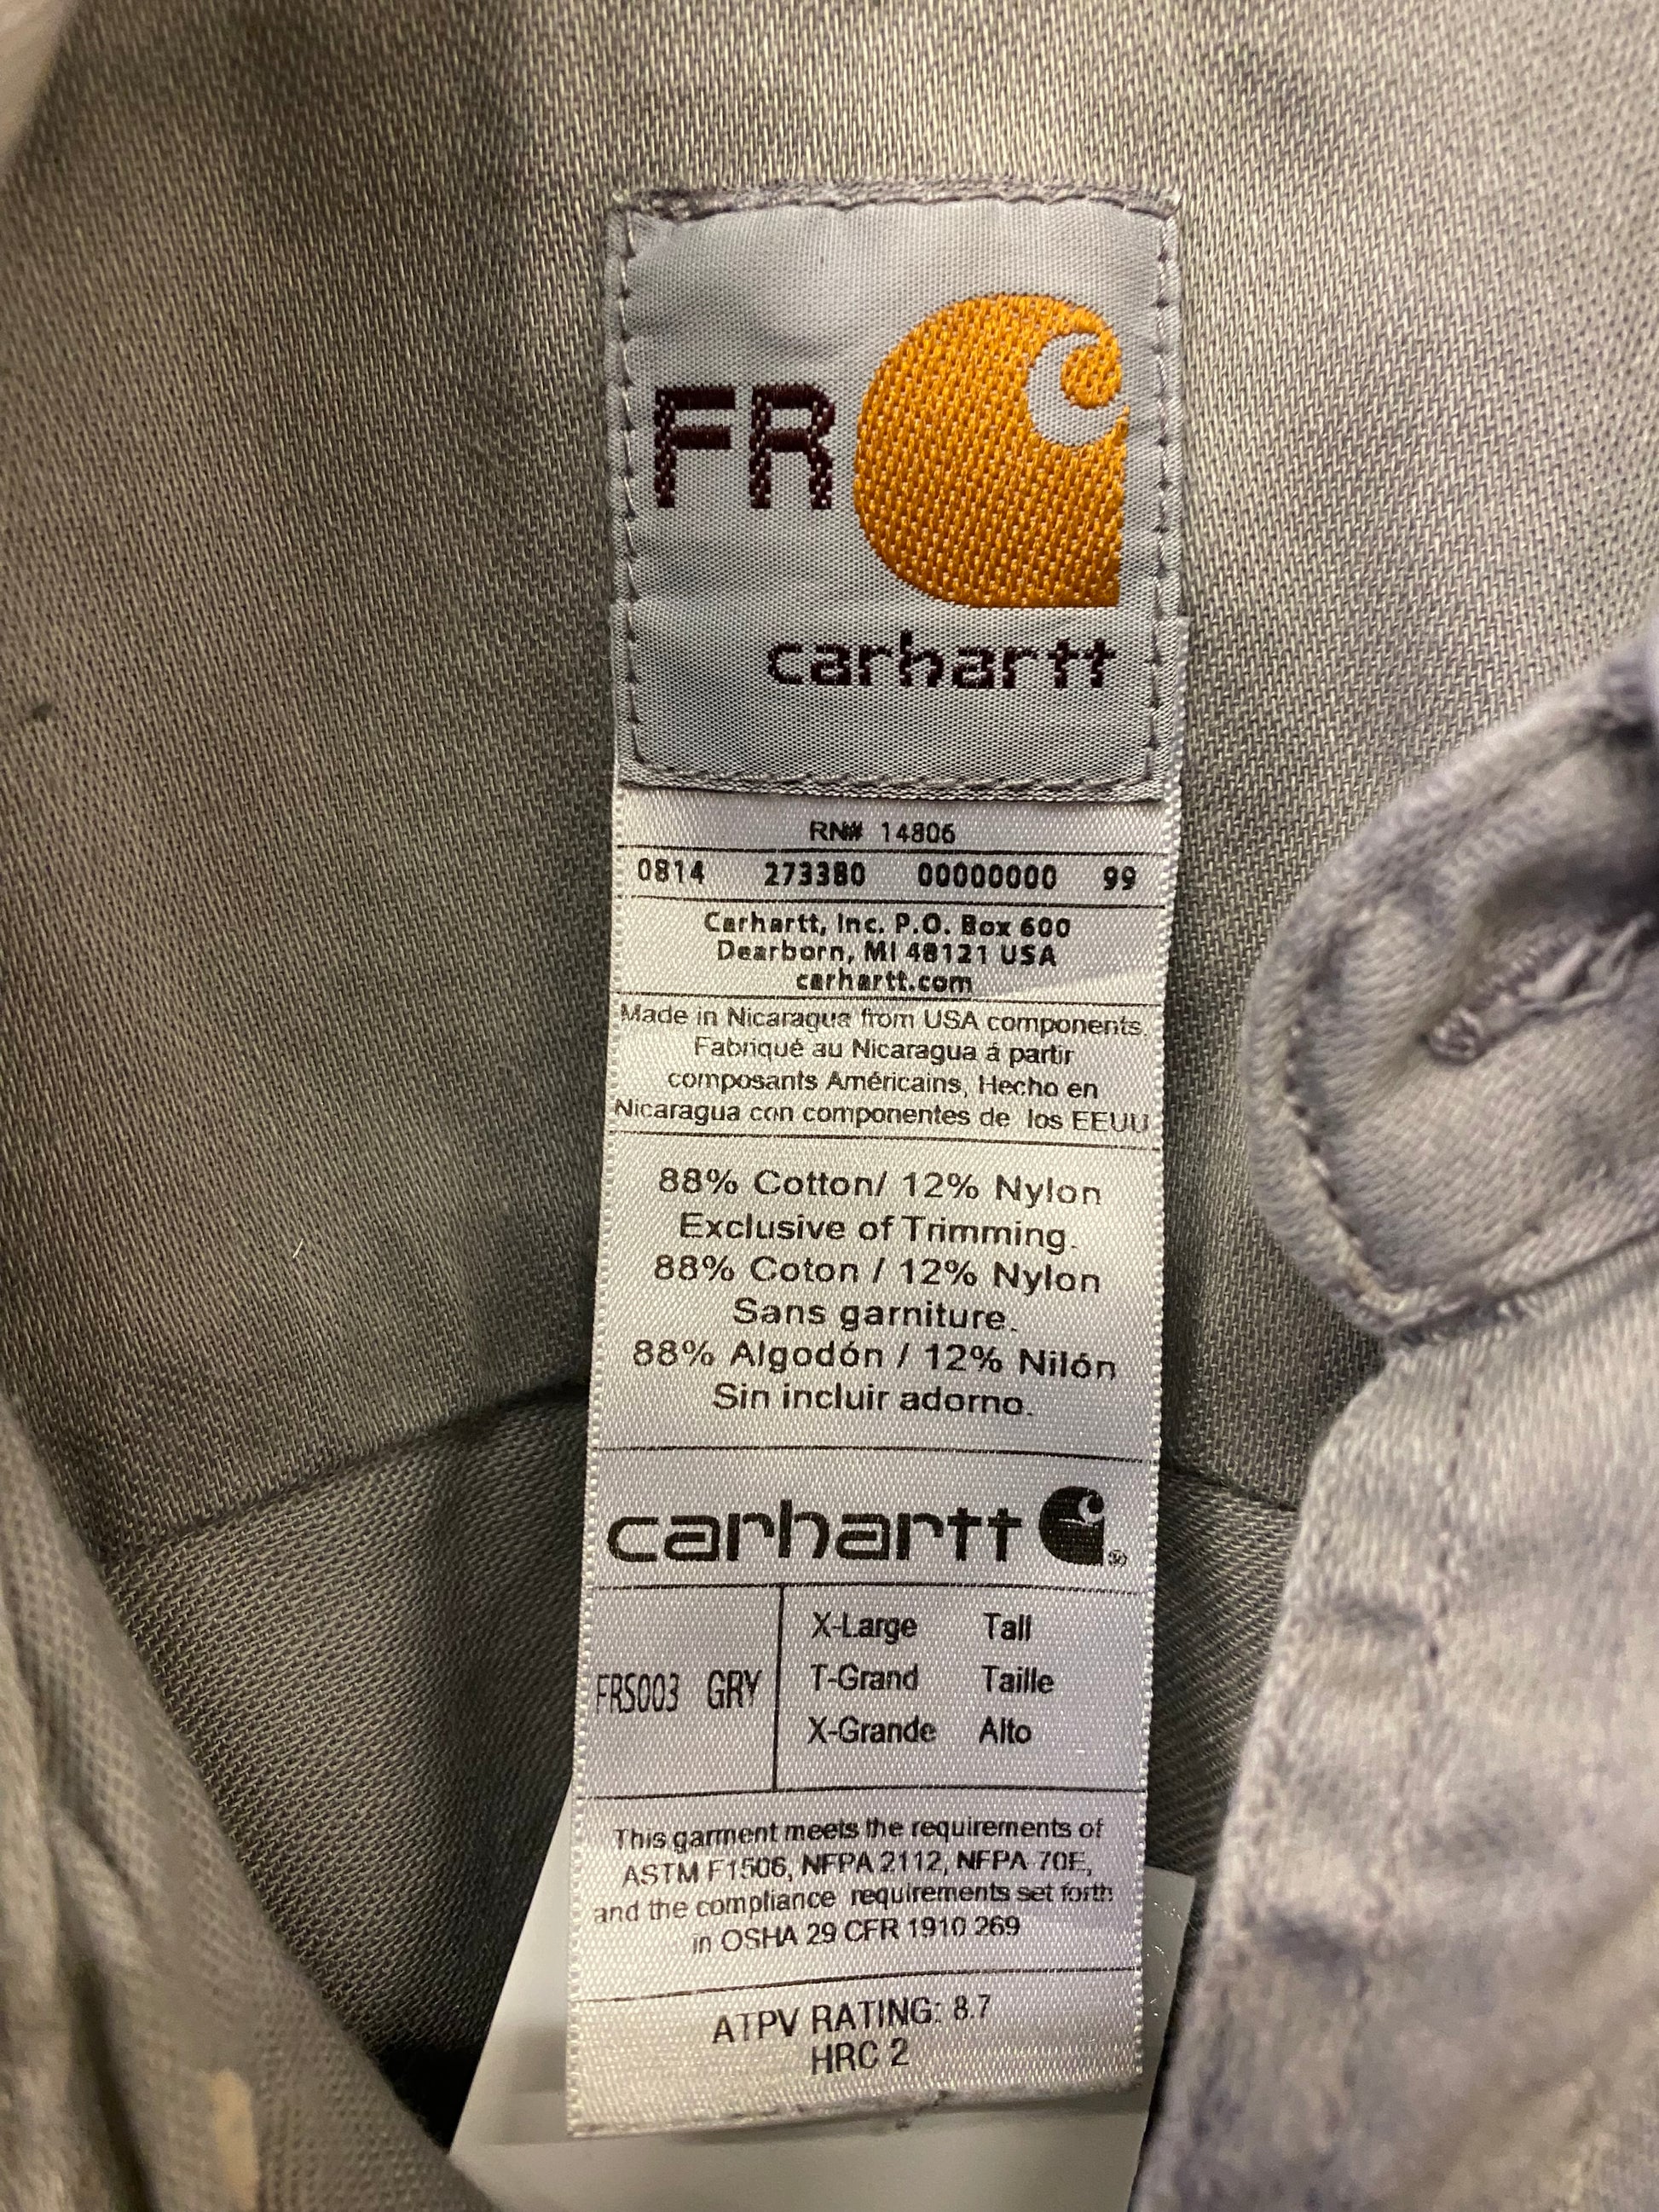 FR
carhartt
RN# 14806
0814 273380 00000000 99
Carhartt, Inc. P.O. Box 600
Dearborn, MI 48121 USA
carhartt.com
Made in Nicaragua from USA components,
Fabriqué au Nicaragua á partir
composants Américains, Hecho en
Nicaragua con componentes de los EEUU
88% Cotton/ 12% Nylon
Exclusive of Trimming.
88% Coton / 12% Nylon
Sans garniture.
88% Algodón / 12% Nilón
Sin incluir adorno.
carhartt ®
FRS003 GRY
X-Large Tall
T-Grand Taille
X-Grande Alto
This garment meets the requirements of
ASTM F1506, NFPA 2112, NFPA 70E,
and the compliance requirements set forth
in OSHA 29 CFR 1910 269
ATPV RATING: 8.7
HRC 2